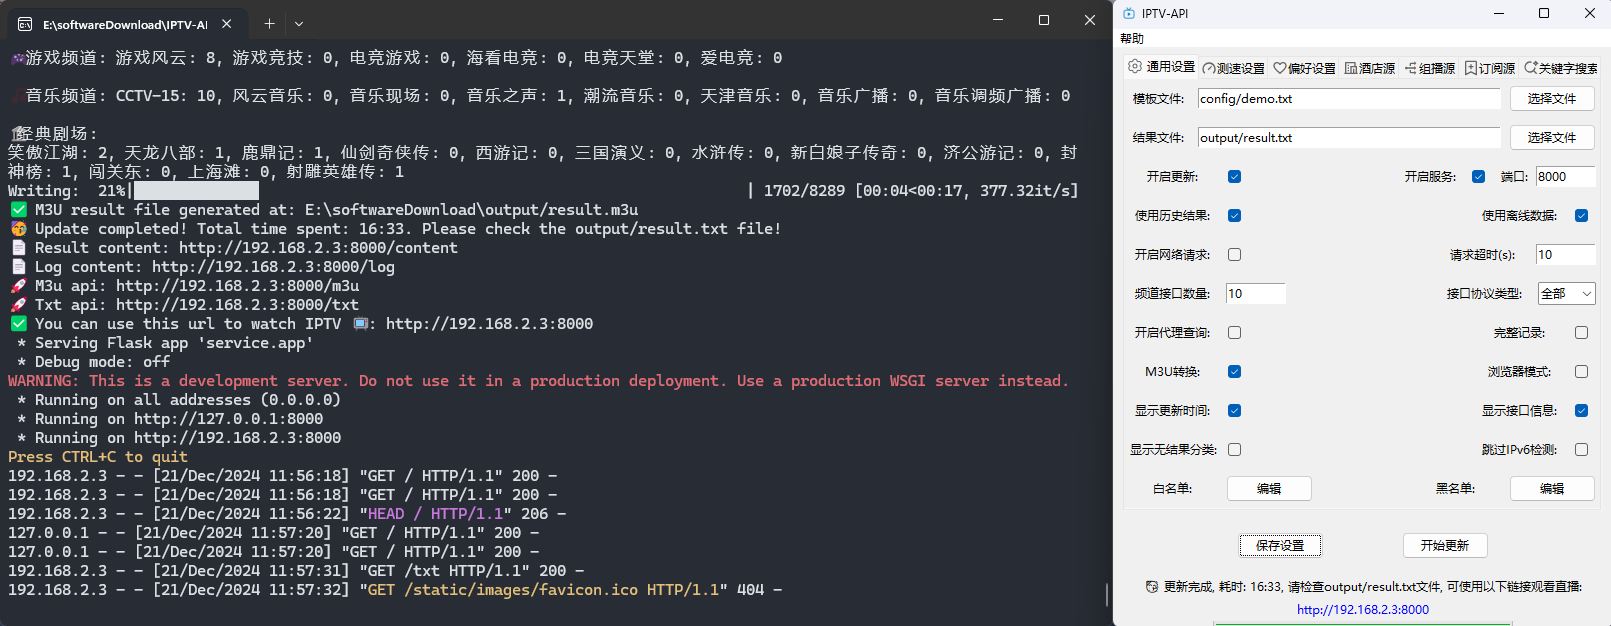 E:\softwareDownload\IPTV-AI
游戏频道: 游戏风云: 8, 游戏竞技: 0, 电竞游戏: 0, 海看电竞: 0, 电竞天堂: 0, 爱电竞: 0
音乐频道: CCTV-15: 10, 风云音乐: 0, 音乐现场: 0, 音乐之声: 1, 潮流音乐: 0, 天津音乐: 0, 音乐广播: 0, 音乐调频广播: 0
经典剧场:
笑傲江湖: 2, 天龙八部: 1, 鹿鼎记: 1, 仙剑奇侠传: 0, 西游记: 0, 三国演义: 0, 水浒传: 0, 新白娘子传奇: 0, 济公游记: 0, 封
神榜: 1, 闯关东: 0, 上海滩: 0, 射雕英雄传: 1
Writing:  21%| | 1702/8289 [00:04<00:17, 377.32it/s]
✅ M3U result file generated at: E:\softwareDownload\output/result.m3u
🥳 Update completed! Total time spent: 16:33. Please check the output/result.txt file!
📄 Result content: http://192.168.2.3:8000/content
📄 Log content: http://192.168.2.3:8000/log
🚀 M3u api: http://192.168.2.3:8000/m3u
🚀 Txt api: http://192.168.2.3:8000/txt
✅ You can use this url to watch IPTV 📺: http://192.168.2.3:8000
* Serving Flask app 'service.app'
* Debug mode: off
WARNING: This is a development server. Do not use it in a production deployment. Use a production WSGI server instead.
* Running on all addresses (0.0.0.0)
* Running on http://127.0.0.1:8000
* Running on http://192.168.2.3:8000
Press CTRL+C to quit
192.168.2.3 - - [21/Dec/2024 11:56:18] "GET / HTTP/1.1" 200 -
192.168.2.3 - - [21/Dec/2024 11:56:18] "GET / HTTP/1.1" 200 -
192.168.2.3 - - [21/Dec/2024 11:56:22] "HEAD / HTTP/1.1" 206 -
127.0.0.1 - - [21/Dec/2024 11:57:20] "GET / HTTP/1.1" 200 -
127.0.0.1 - - [21/Dec/2024 11:57:20] "GET / HTTP/1.1" 200 -
192.168.2.3 - - [21/Dec/2024 11:57:31] "GET /txt HTTP/1.1" 200 -
192.168.2.3 - - [21/Dec/2024 11:57:32] "GET /static/images/favicon.ico HTTP/1.1" 404 -
IPTV-API
帮助
通用设置 测速设置 偏好设置 酒店源 组播源 订阅源 关键字搜索
模板文件: config/demo.txt 选择文件
结果文件: output/result.txt 选择文件
开启更新: 开启服务: 端口: 8000
使用历史结果: 使用离线数据:
开启网络请求: 请求超时(s): 10
频道接口数量: 10 接口协议类型: 全部
开启代理查询: 完整记录:
M3U转换: 浏览器模式:
显示更新时间: 显示接口信息:
显示无结果分类: 跳过IPv6检测:
白名单: 编辑 黑名单: 编辑
保存设置 开始更新
🥳 更新完成, 耗时: 16:33, 请检查output/result.txt文件, 可使用以下链接观看直播:
http://192.168.2.3:8000